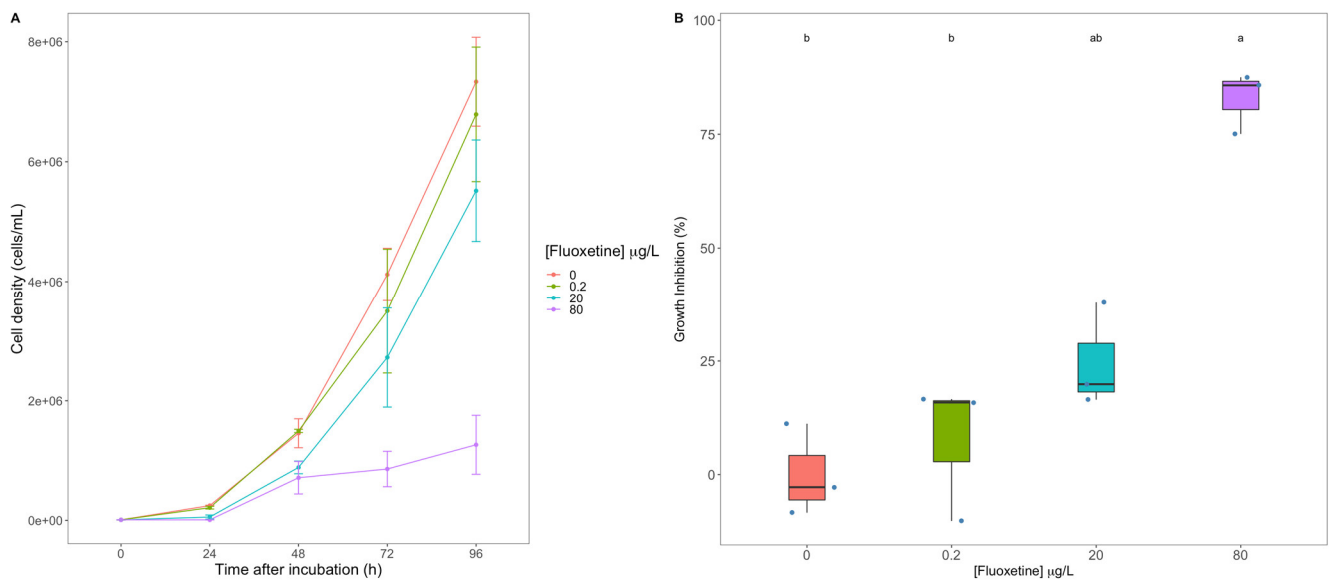 A
8e+06
6e+06
4e+06
2e+06
0e+00
Cell density (cells/mL)
0 24 48 72 96
Time after incubation (h)
[Fluoxetine] μg/L
0
0.2
20
80
B
100
75
50
25
0
Growth Inhibition (%)
b b ab a
0 0.2 20 80
[Fluoxetine] μg/L